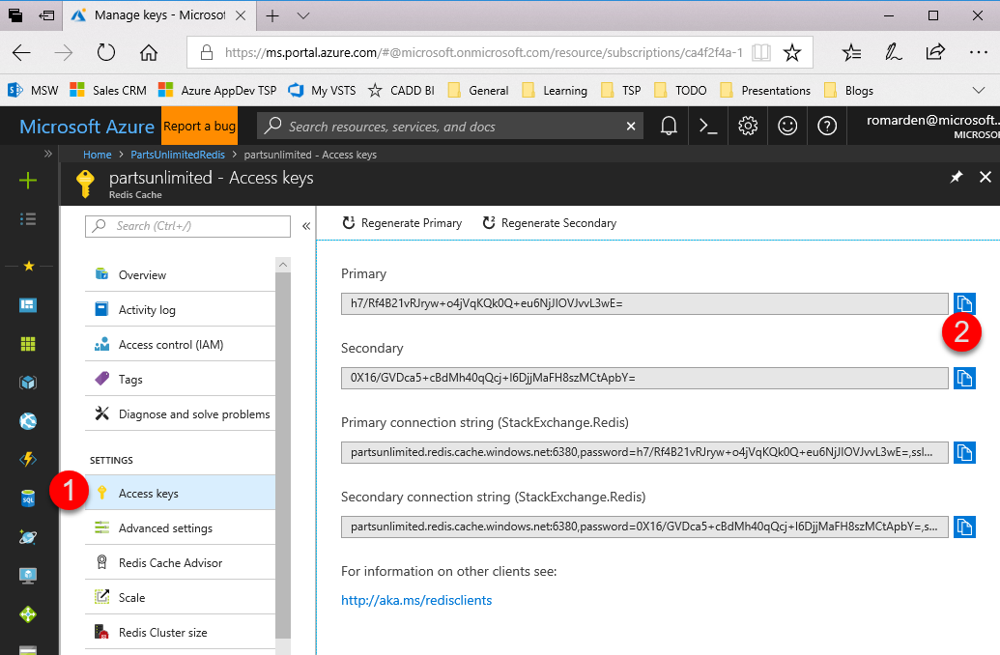 Manage keys - Microsof
https://ms.portal.azure.com/#@microsoft.onmicrosoft.com/resource/subscriptions/ca4f2f4a-1
MSW
Sales CRM
Azure AppDev TSP
My VSTS
CADD BI
General
Learning
TSP
TODO
Presentations
Blogs
Microsoft Azure
Report a bug
Search resources, services, and docs
romarden@microsoft...
MICROSOF
Home > PartsUnlimitedRedis > partsunlimited - Access keys
partsunlimited - Access keys
Redis Cache
Search (Ctrl+/)
Regenerate Primary
Regenerate Secondary
Overview
Activity log
Access control (IAM)
Tags
Diagnose and solve problems
SETTINGS
1
Access keys
Advanced settings
Redis Cache Advisor
Scale
Redis Cluster size
SQL
Primary
h7/Rf4B21vRJryw+o4jVqKQk0Q+eu6NjJIOVJvvL3wE=
2
Secondary
0X16/GVDca5+cBdMh40qQcj+I6DjjMaFH8szMCtApbY=
Primary connection string (StackExchange.Redis)
partsunlimited.redis.cache.windows.net:6380,password=h7/Rf4B21vRJryw+o4jVqKQk0Q+eu6NjJIOVJvvL3wE=,ssl...
Secondary connection string (StackExchange.Redis)
partsunlimited.redis.cache.windows.net:6380,password=0X16/GVDca5+cBdMh40qQcj+I6DjjMaFH8szMCtApbY=,s...
For information on other clients see:
http://aka.ms/redisclients